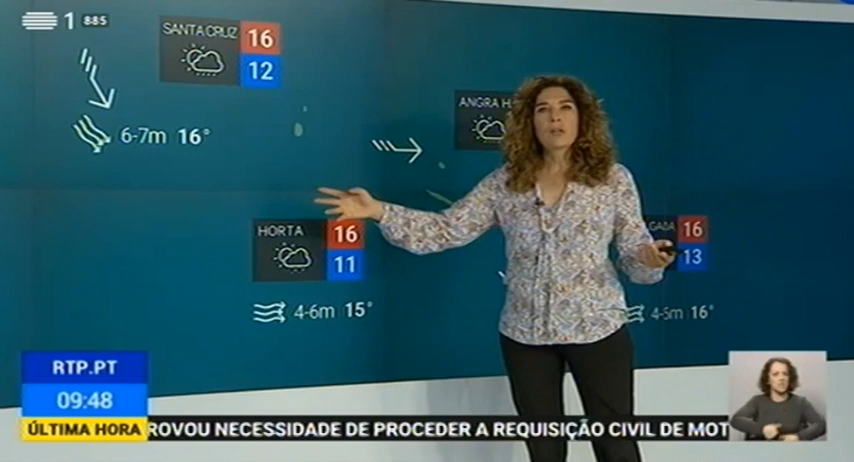 1 885
SANTA CRUZ 16
12
6-7m 16°
ANGRA H
HORTA 16
11
4-6m 15°
LGADA 16
13
4-5m 16°
RTP.PT
09:48
ÚLTIMA HORA ROVOU NECESSIDADE DE PROCEDER A REQUISIÇÃO CIVIL DE MOT